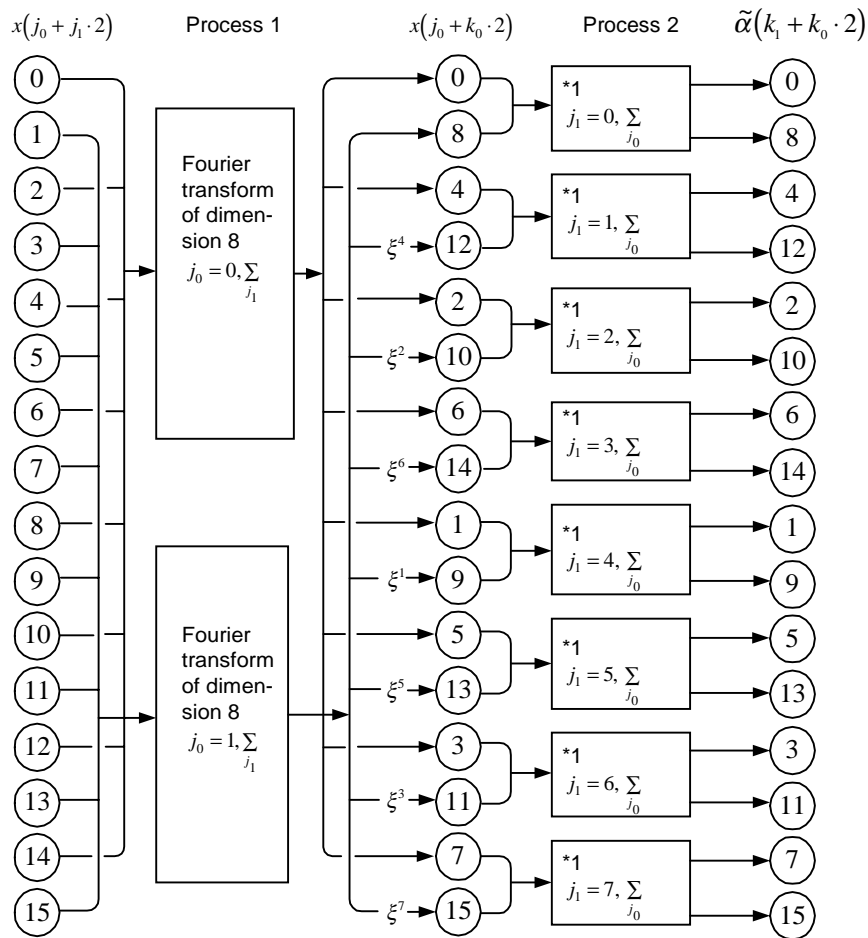 x(j₀ + j₁ · 2) Process 1 x(j₀ + k₀ · 2) Process 2 α̃(k₁ + k₀ · 2)
0 0 *1 0
j₁ = 0, ∑ j₀
1 8 8
Fourier
transform
of dimen-
sion 8
j₀ = 0, ∑ j₁
2 4 *1 4
j₁ = 1, ∑ j₀
3 ξ⁴ 12 12
4 2 *1 2
j₁ = 2, ∑ j₀
5 ξ² 10 10
6 6 *1 6
j₁ = 3, ∑ j₀
7 ξ⁶ 14 14
8 1 *1 1
j₁ = 4, ∑ j₀
9 ξ¹ 9 9
Fourier
transform
of dimen-
sion 8
j₀ = 1, ∑ j₁
10 5 *1 5
j₁ = 5, ∑ j₀
11 ξ⁵ 13 13
12 3 *1 3
j₁ = 6, ∑ j₀
13 ξ³ 11 11
14 7 *1 7
j₁ = 7, ∑ j₀
15 ξ⁷ 15 15